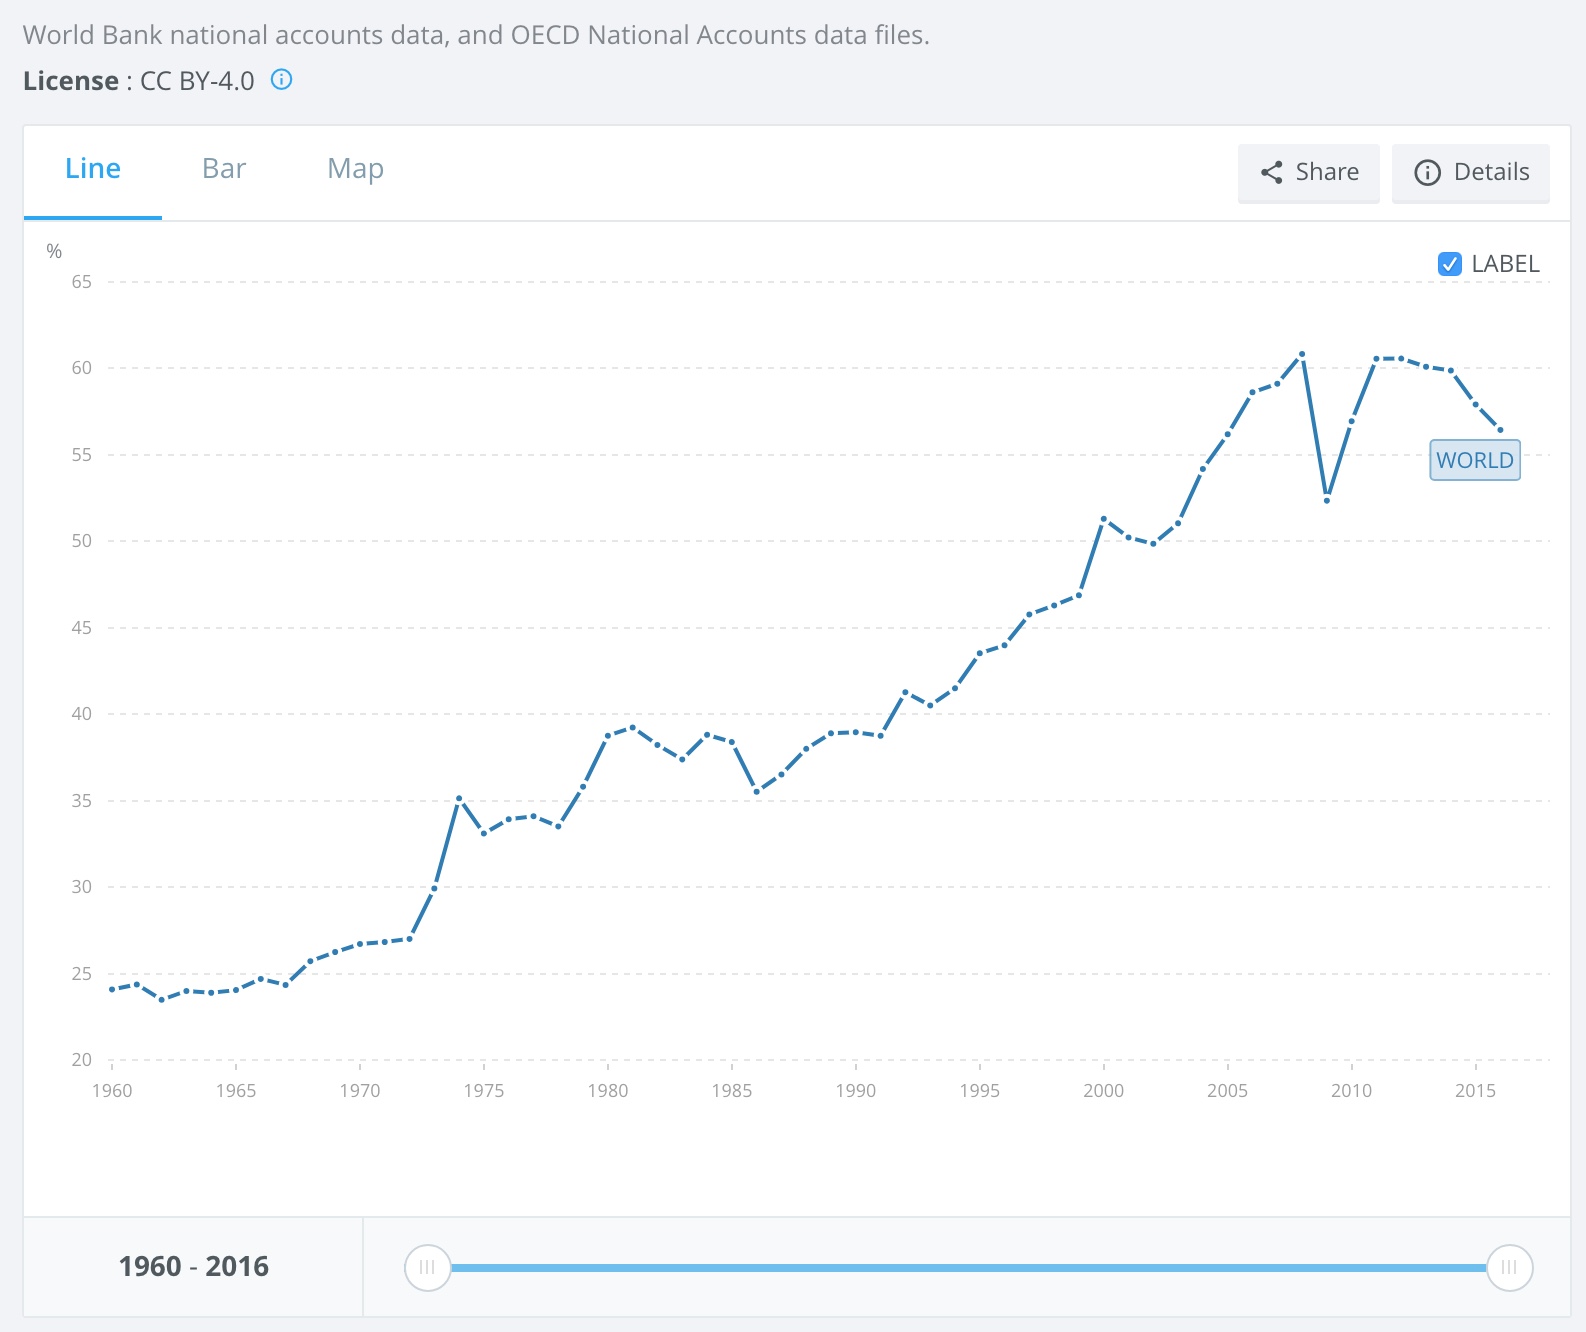 World Bank national accounts data, and OECD National Accounts data files.
License : CC BY-4.0
Line Bar Map Share Details
%
LABEL
65
60
55
WORLD
50
45
40
35
30
25
20
1960 1965 1970 1975 1980 1985 1990 1995 2000 2005 2010 2015
1960 - 2016